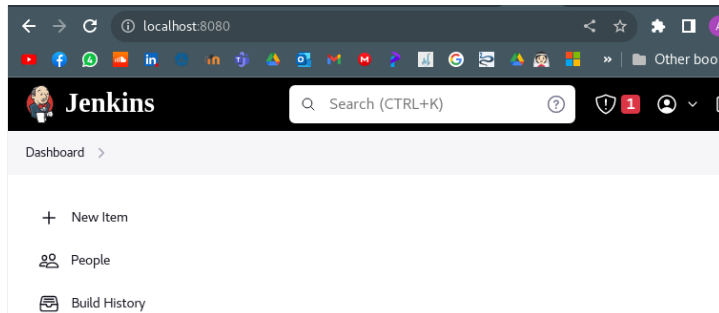 localhost:8080
Other boo
Jenkins
Search (CTRL+K)
1
Dashboard
New Item
People
Build History